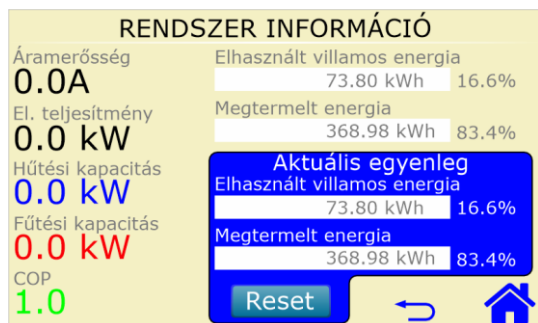 RENDSZER INFORMÁCIÓ
Áramerősség
0.0A
El. teljesítmény
0.0 kW
Hűtési kapacitás
0.0 kW
Fűtési kapacitás
0.0 kW
COP
1.0
Elhasznált villamos energia
73.80 kWh 16.6%
Megtermelt energia
368.98 kWh 83.4%
Aktuális egyenleg
Elhasznált villamos energia
73.80 kWh 16.6%
Megtermelt energia
368.98 kWh 83.4%
Reset